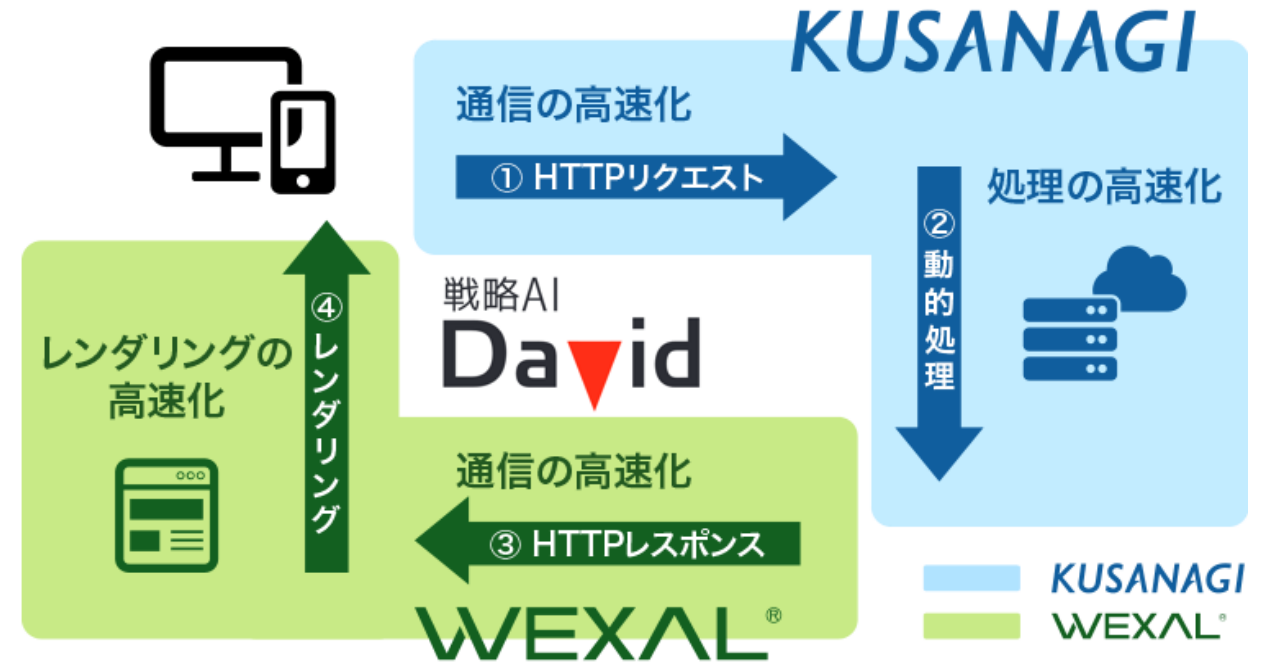 KUSANAGI
通信の高速化
① HTTPリクエスト
処理の高速化
②動的処理
戦略AI
David
レンダリングの
高速化
④レンダリング
通信の高速化
③ HTTPレスポンス
WEXAL®
KUSANAGI
WEXAL®